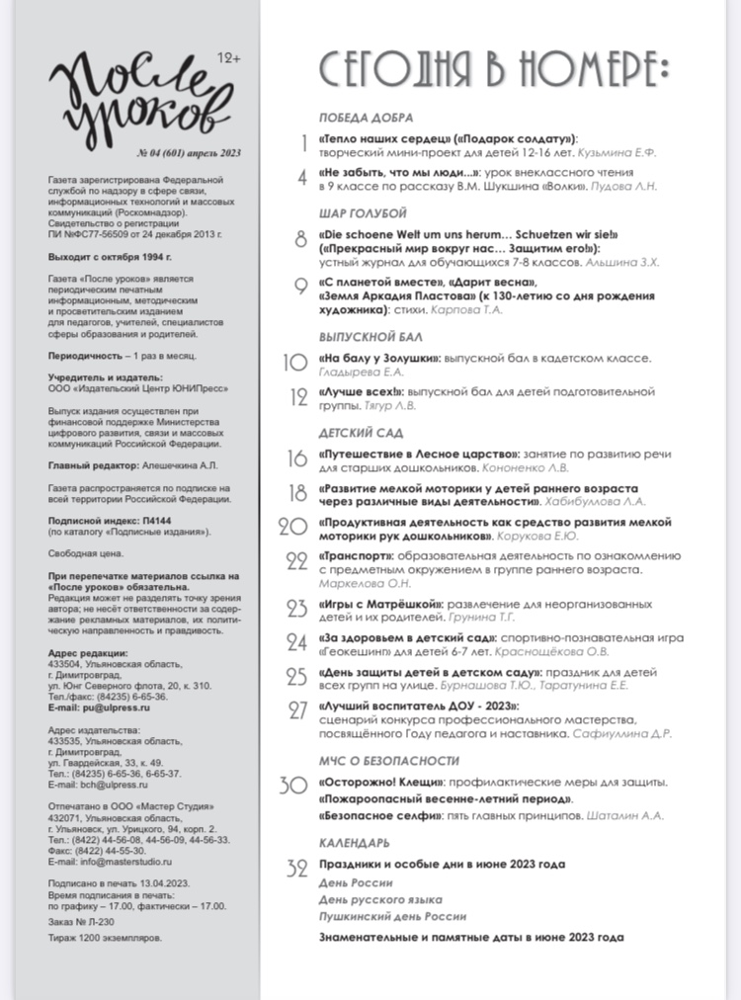 После
уроков
12+
№ 04 (601) апрель 2023
Газета зарегистрирована Федеральной
службой по надзору в сфере связи,
информационных технологий и массовых
коммуникаций (Роскомнадзор).
Свидетельство о регистрации
ПИ №ФС77-56509 от 24 декабря 2013 г.
Выходит с октября 1994 г.
Газета «После уроков» является
периодическим печатным
информационным, методическим
и просветительским изданием
для педагогов, учителей, специалистов
сферы образования и родителей.
Периодичность – 1 раз в месяц.
Учредитель и издатель:
ООО «Издательский Центр ЮНИПресс»
Выпуск издания осуществлен при
финансовой поддержке Министерства
цифрового развития, связи и массовых
коммуникаций Российской Федерации.
Главный редактор: Алешечкина А.Л.
Газета распространяется по подписке на
всей территории Российской Федерации.
Подписной индекс: П4144
(по каталогу «Подписные издания»).
Свободная цена.
При перепечатке материалов ссылка на
«После уроков» обязательна.
Редакция может не разделять точку зрения
автора; не несёт ответственности за содер-
жание рекламных материалов, их полити-
ческую направленность и правдивость.
Адрес редакции:
433504, Ульяновская область,
г. Димитровград,
ул. Юнг Северного флота, 20, к. 310.
Тел./факс: (84235) 6-65-36.
E-mail: pu@ulpress.ru
Адрес издательства:
433535, Ульяновская область,
г. Димитровград,
ул. Гвардейская, 33, к. 49.
Тел.: (84235) 6-65-36, 6-65-37.
E-mail: bch@ulpress.ru
Отпечатано в ООО «Мастер Студия»
432071, Ульяновская область,
г. Ульяновск, ул. Урицкого, 94, корп. 2.
Тел.: (8422) 44-56-08, 44-56-09, 44-56-33.
Факс: (8422) 44-55-30.
E-mail: info@masterstudio.ru
Подписано в печать 13.04.2023.
Время подписания в печать:
по графику – 17.00, фактически – 17.00.
Заказ № Л-230
Тираж 1200 экземпляров.
СЕГОДНЯ В НОМЕРЕ:
ПОБЕДА ДОБРА
1 «Тепло наших сердец» («Подарок солдату»):
творческий мини-проект для детей 12-16 лет. Кузьмина Е.Ф.
4 «Не забыть, что мы люди...»: урок внеклассного чтения
в 9 классе по рассказу В.М. Шукшина «Волки». Пудова Л.Н.
ШАР ГОЛУБОЙ
8 «Die schoene Welt um uns herum... Schuetzen wir sie!»
(«Прекрасный мир вокруг нас... Защитим его!»):
устный журнал для обучающихся 7-8 классов. Альшина З.Х.
9 «С планетой вместе», «Дарит весна»,
«Земля Аркадия Пластова» (к 130-летию со дня рождения
художника): стихи. Карпова Т.А.
ВЫПУСКНОЙ БАЛ
10 «На балу у Золушки»: выпускной бал в кадетском классе.
Гладырева Е.А.
12 «Лучше всех!»: выпускной бал для детей подготовительной
группы. Тягур Л.В.
ДЕТСКИЙ САД
16 «Путешествие в Лесное царство»: занятие по развитию речи
для старших дошкольников. Кононенко Л.В.
18 «Развитие мелкой моторики у детей раннего возраста
через различные виды деятельности». Хабибуллова Л.А.
20 «Продуктивная деятельность как средство развития мелкой
моторики рук дошкольников». Корукова Е.Ю.
22 «Транспорт»: образовательная деятельность по ознакомлению
с предметным окружением в группе раннего возраста.
Маркелова О.Н.
23 «Игры с Матрёшкой»: развлечение для неорганизованных
детей и их родителей. Грунина Т.Г.
24 «За здоровьем в детский сад»: спортивно-познавательная игра
«Геокешинг» для детей 6-7 лет. Краснощёкова О.В.
25 «День защиты детей в детском саду»: праздник для детей
всех групп на улице. Бурнашова Т.Ю., Таратунина Е.Е.
27 «Лучший воспитатель ДОУ - 2023»:
сценарий конкурса профессионального мастерства,
посвящённого Году педагога и наставника. Сафиуллина Д.Р.
МЧС О БЕЗОПАСНОСТИ
30 «Осторожно! Клещи»: профилактические меры для защиты.
«Пожароопасный весенне-летний период».
«Безопасное селфи»: пять главных принципов. Шаталин А.А.
КАЛЕНДАРЬ
32 Праздники и особые дни в июне 2023 года
День России
День русского языка
Пушкинский день России
Знаменательные и памятные даты в июне 2023 года